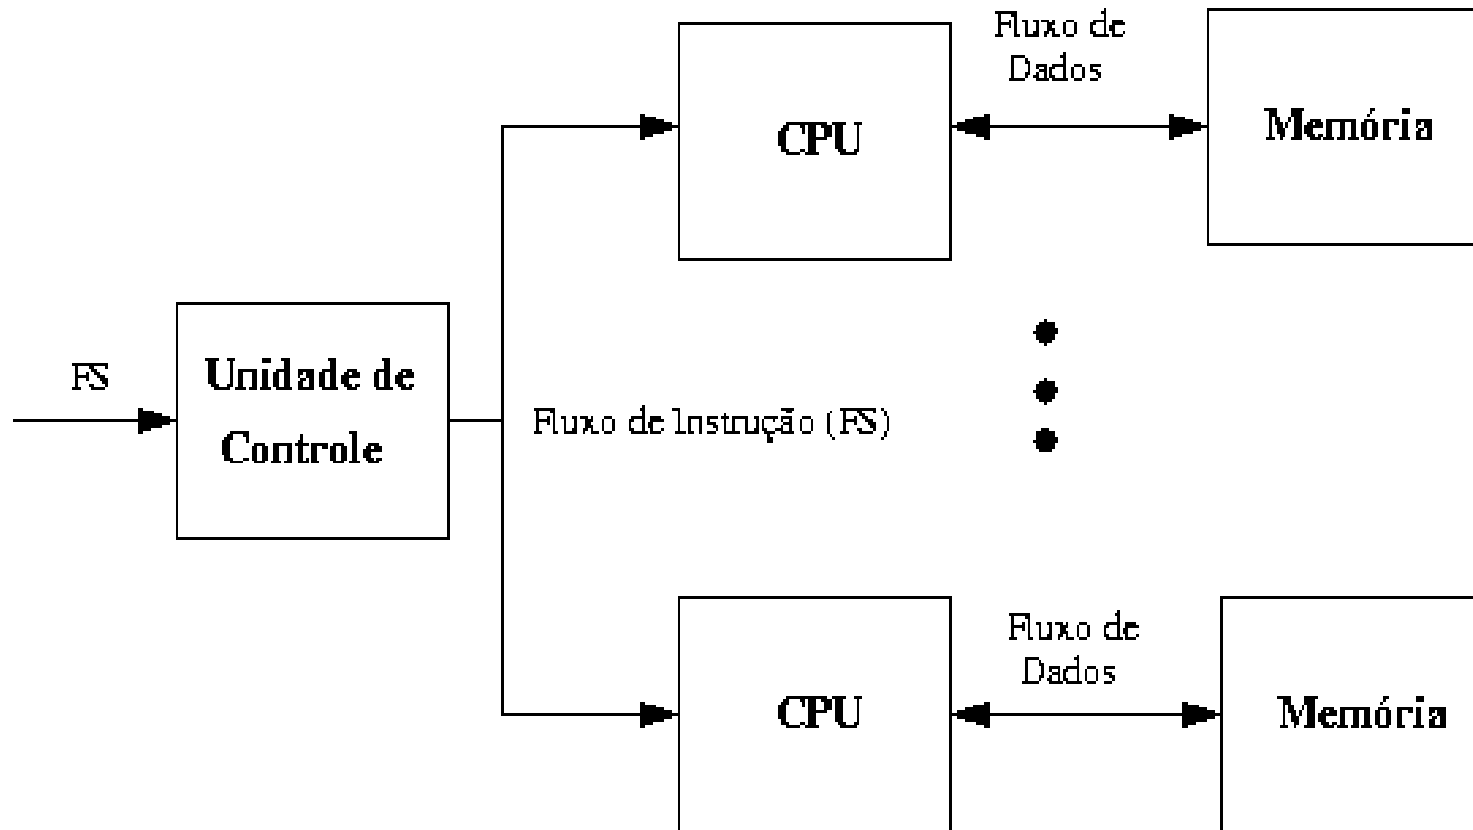 Fluxo de
Dados
CPU
Memória
FS
Unidade de
Controle
Fluxo de Instrução (FS)
CPU
Fluxo de
Dados
Memória